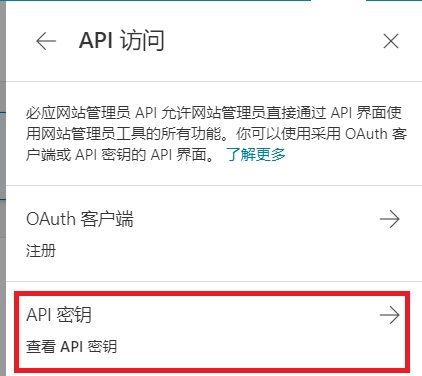 API 访问
必应网站管理员 API 允许网站管理员直接通过 API 界面使
用网站管理员工具的所有功能。你可以使用采用 OAuth 客
户端或 API 密钥的 API 界面。 了解更多
OAuth 客户端
注册
API 密钥
查看 API 密钥